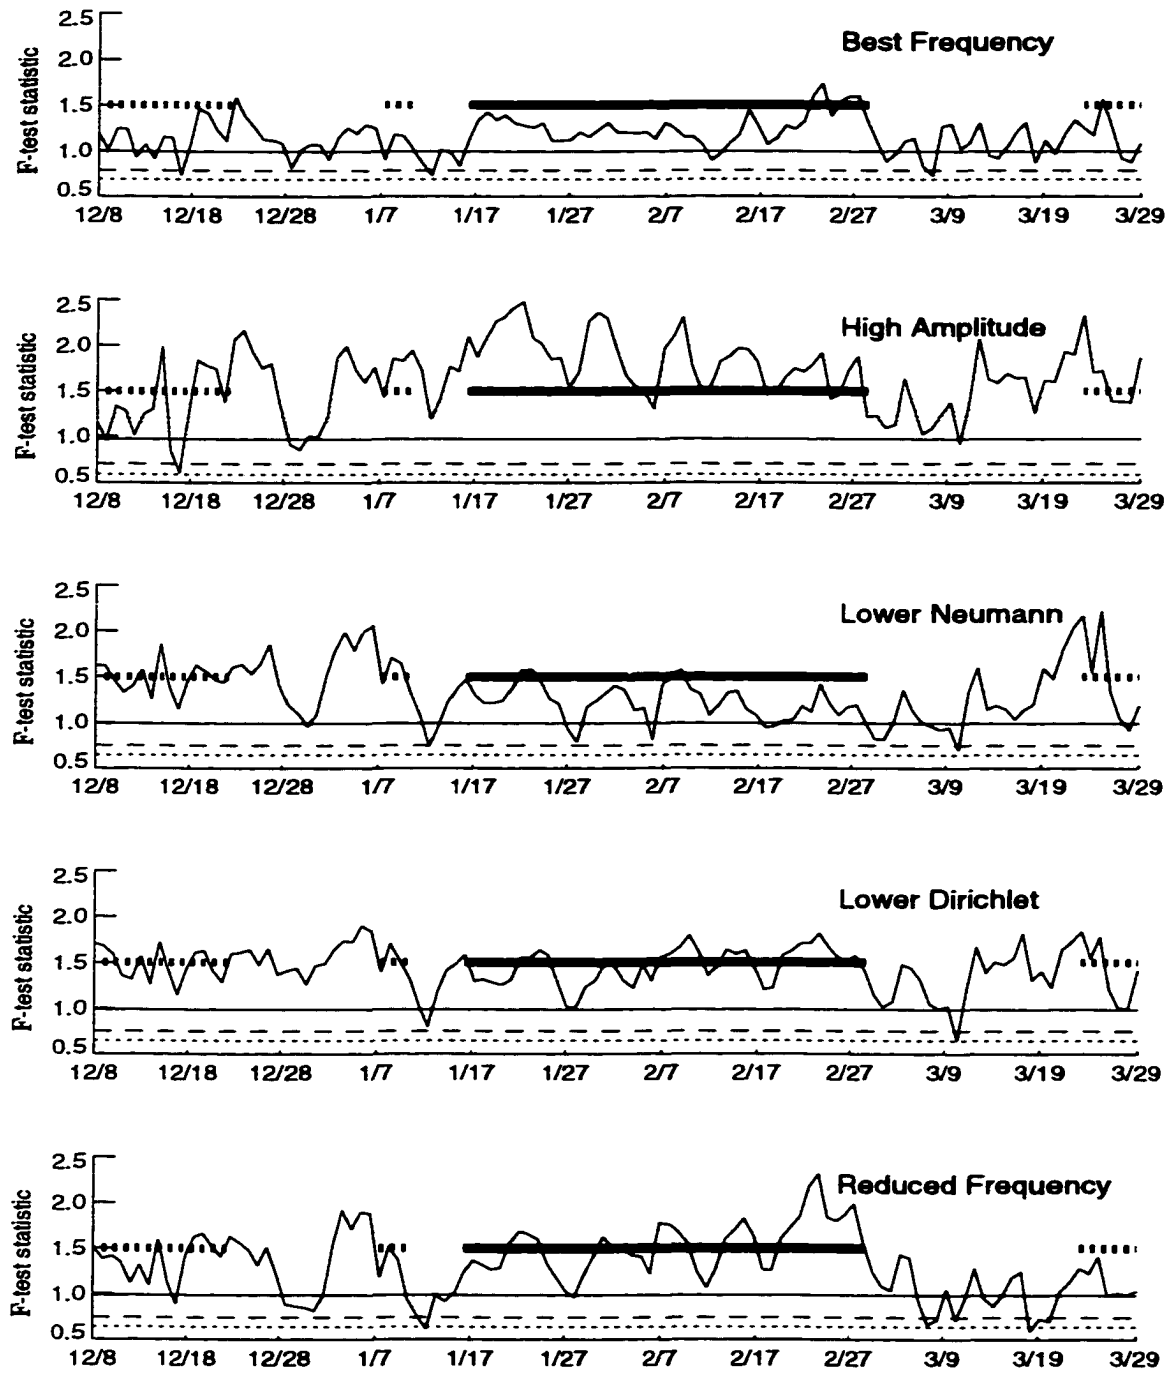 2.5
Best Frequency
2.0
1.5
1.0
0.5
F-test statistic
12/8 12/18 12/28 1/7 1/17 1/27 2/7 2/17 2/27 3/9 3/19 3/29
2.5
High Amplitude
2.0
1.5
1.0
0.5
F-test statistic
12/8 12/18 12/28 1/7 1/17 1/27 2/7 2/17 2/27 3/9 3/19 3/29
2.5
Lower Neumann
2.0
1.5
1.0
0.5
F-test statistic
12/8 12/18 12/28 1/7 1/17 1/27 2/7 2/17 2/27 3/9 3/19 3/29
2.5
Lower Dirichlet
2.0
1.5
1.0
0.5
F-test statistic
12/8 12/18 12/28 1/7 1/17 1/27 2/7 2/17 2/27 3/9 3/19 3/29
2.5
Reduced Frequency
2.0
1.5
1.0
0.5
F-test statistic
12/8 12/18 12/28 1/7 1/17 1/27 2/7 2/17 2/27 3/9 3/19 3/29